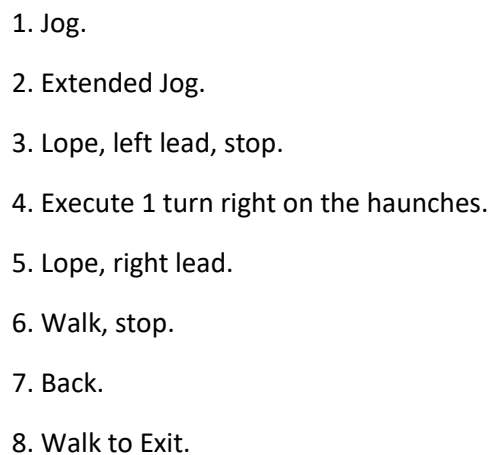 1. Jog.
2. Extended Jog.
3. Lope, left lead, stop.
4. Execute 1 turn right on the haunches.
5. Lope, right lead.
6. Walk, stop.
7. Back.
8. Walk to Exit.